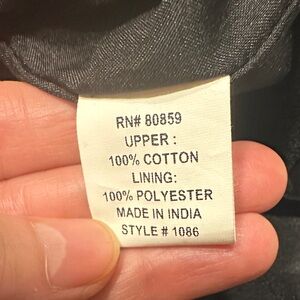 RN# 80859
UPPER :
100% COTTON
LINING:
100% POLYESTER
MADE IN INDIA
STYLE # 1086